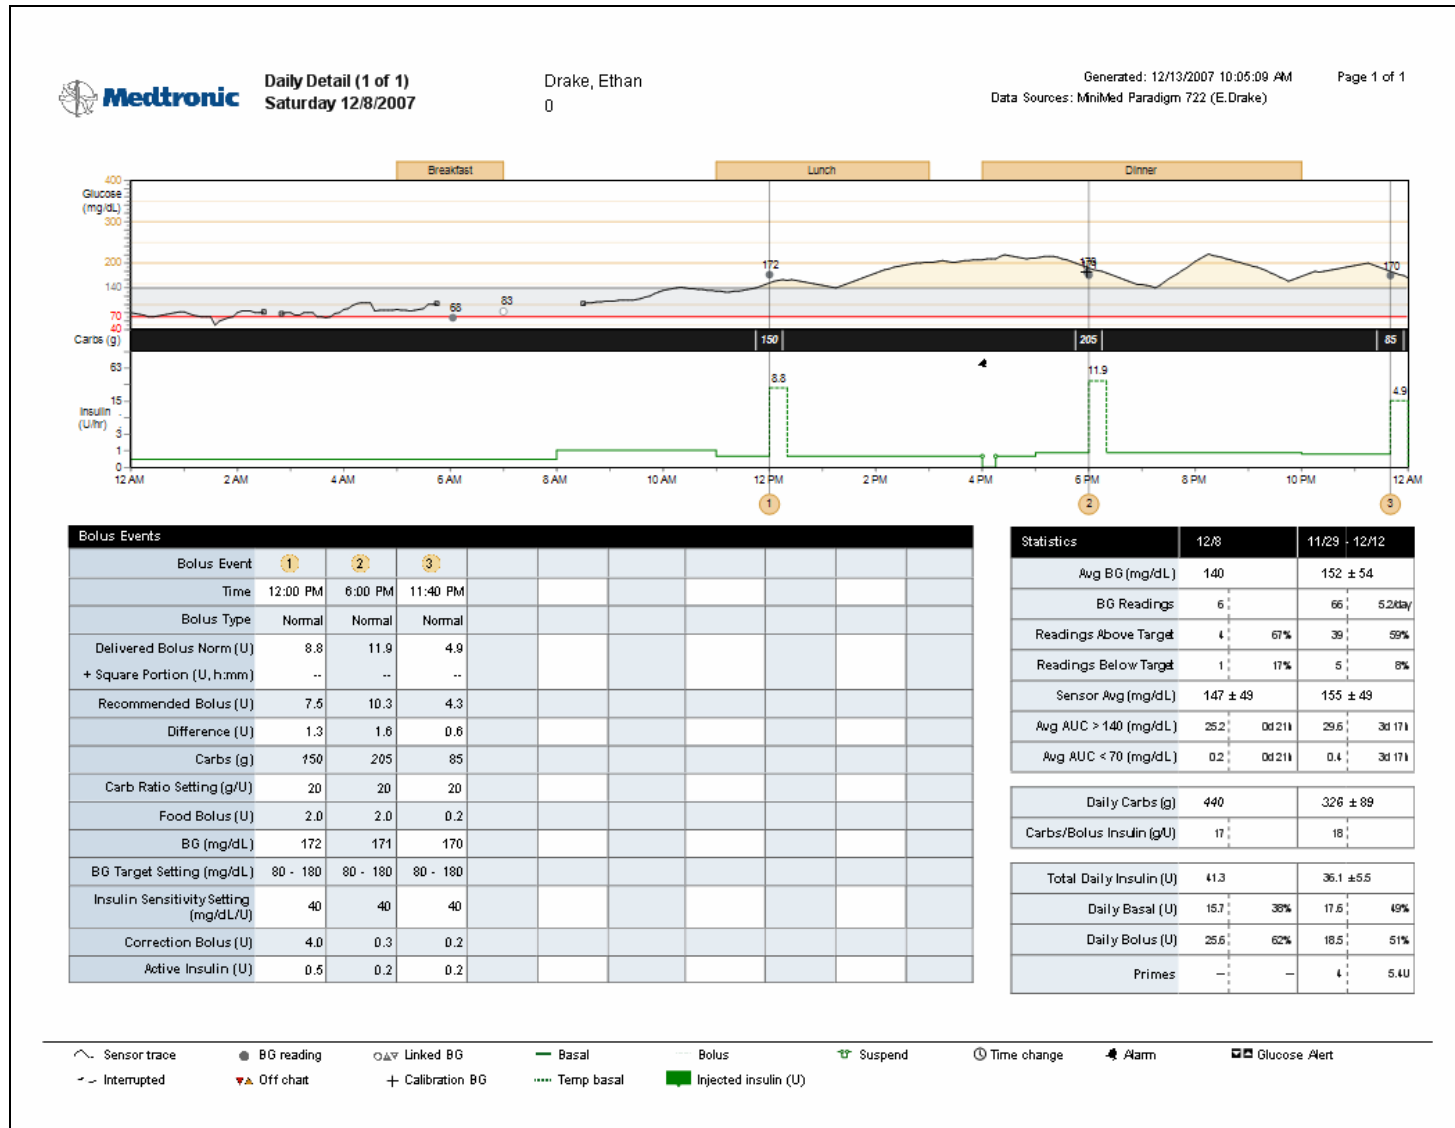 Medtronic
Daily Detail (1 of 1)
Saturday 12/8/2007
Drake, Ethan
0
Generated: 12/13/2007 10:05:09 AM Page 1 of 1
Data Sources: MiniMed Paradigm 722 (E.Drake)
Breakfast Lunch Dinner
400
Glucose
(mg/dL)
300
200
140
70
40
172 170
68 83
Carbs (g) 150 205 85
63
15
Insulin
(U/hr)
3
1
0
8.8 11.9 4.9
12 AM 2 AM 4 AM 6 AM 8 AM 10 AM 12 PM 2 PM 4 PM 6 PM 8 PM 10 PM 12 AM
1 2 3
Bolus Events
Bolus Event 1 2 3
Time 12:00 PM 6:00 PM 11:40 PM
Bolus Type Normal Normal Normal
Delivered Bolus Norm (U) 8.8 11.9 4.9
+ Square Portion (U, h:mm) -- -- --
Recommended Bolus (U) 7.5 10.3 4.3
Difference (U) 1.3 1.6 0.6
Carbs (g) 150 205 85
Carb Ratio Setting (g/U) 20 20 20
Food Bolus (U) 2.0 2.0 0.2
BG (mg/dL) 172 171 170
BG Target Setting (mg/dL) 80 - 180 80 - 180 80 - 180
Insulin Sensitivity Setting
(mg/dL/U) 40 40 40
Correction Bolus (U) 4.0 0.3 0.2
Active Insulin (U) 0.5 0.2 0.2
Statistics 12/8 11/29 - 12/12
Avg BG (mg/dL) 140 152 ± 54
BG Readings 6 66 5.2/day
Readings Above Target 4 67% 39 59%
Readings Below Target 1 17% 5 8%
Sensor Avg (mg/dL) 147 ± 49 155 ± 49
Avg AUC > 140 (mg/dL) 25.2 0d 21h 29.6 3d 17h
Avg AUC < 70 (mg/dL) 0.2 0d 21h 0.4 3d 17h
Daily Carbs (g) 440 326 ± 89
Carbs/Bolus Insulin (g/U) 17 18
Total Daily Insulin (U) 41.3 36.1 ±5.5
Daily Basal (U) 15.7 38% 17.6 49%
Daily Bolus (U) 25.6 62% 18.5 51%
Primes -- -- 4 5.4U
Sensor trace BG reading Linked BG Basal Bolus Suspend Time change Alarm Glucose Alert
Interrupted Off chart Calibration BG Temp basal Injected insulin (U)